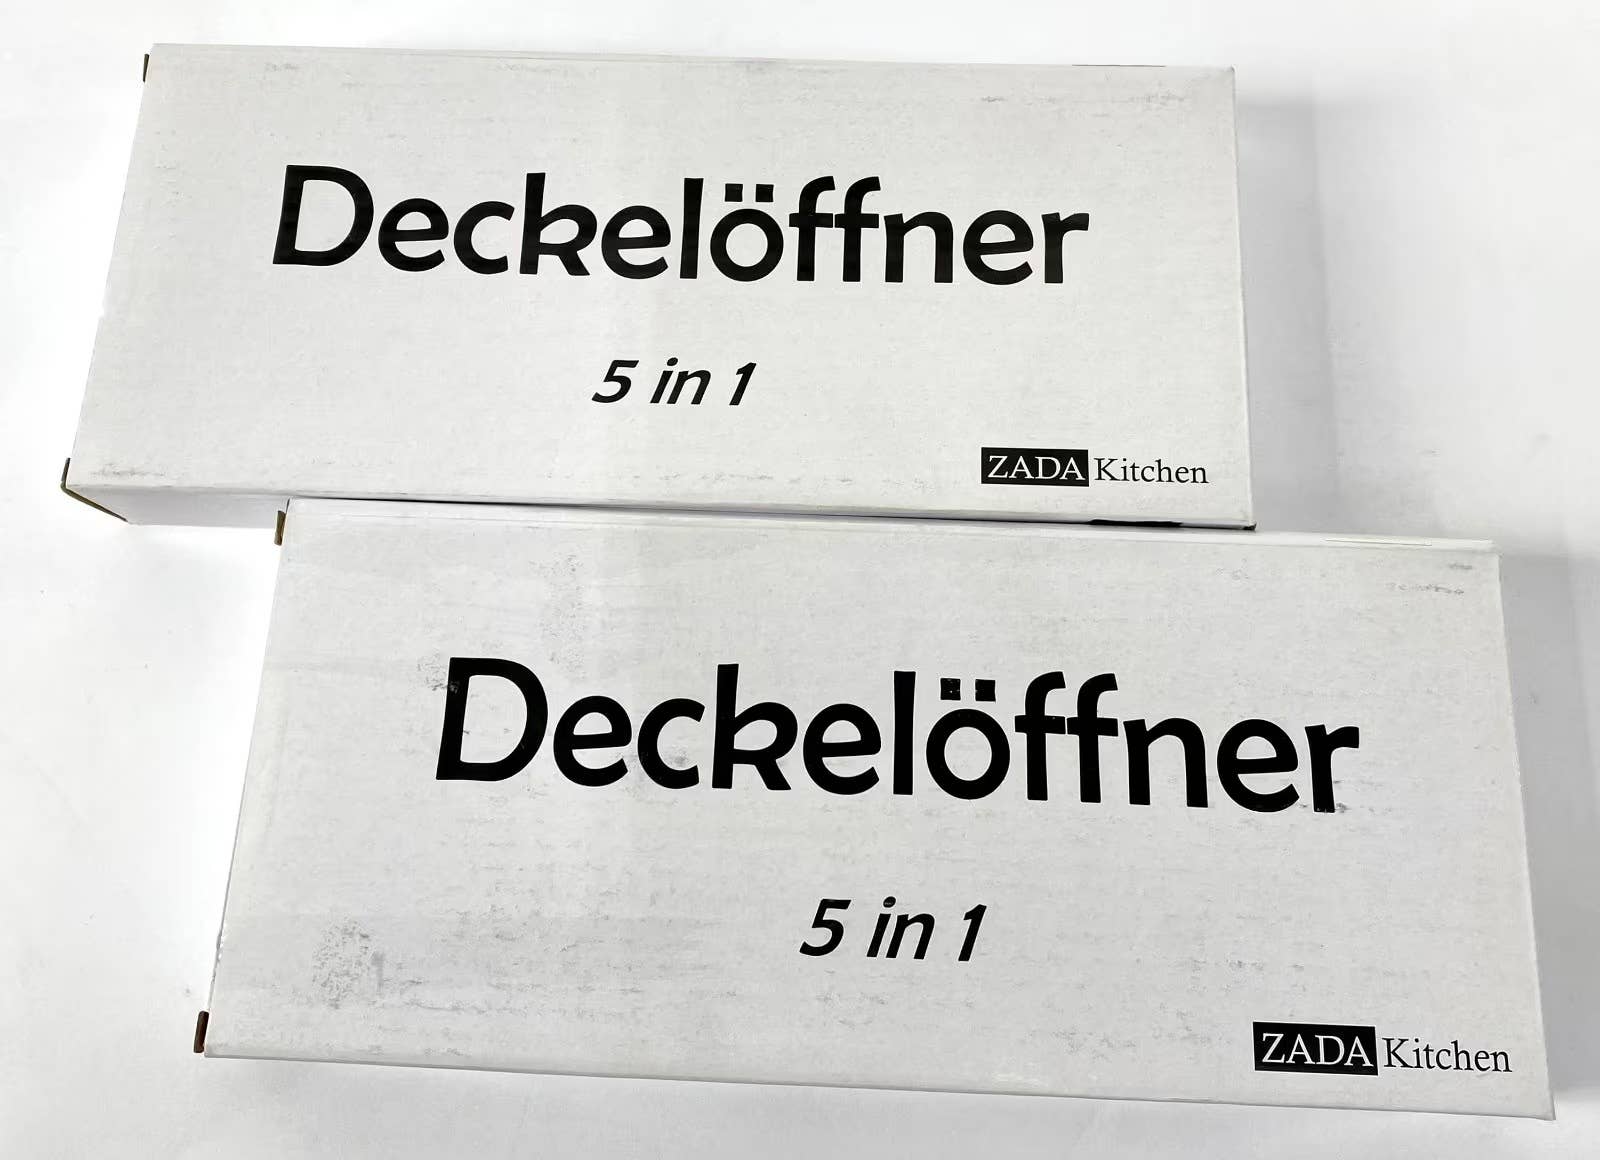 Deckelöffner
5 in 1
ZADA Kitchen
Deckelöffner
5 in 1
ZADA Kitchen